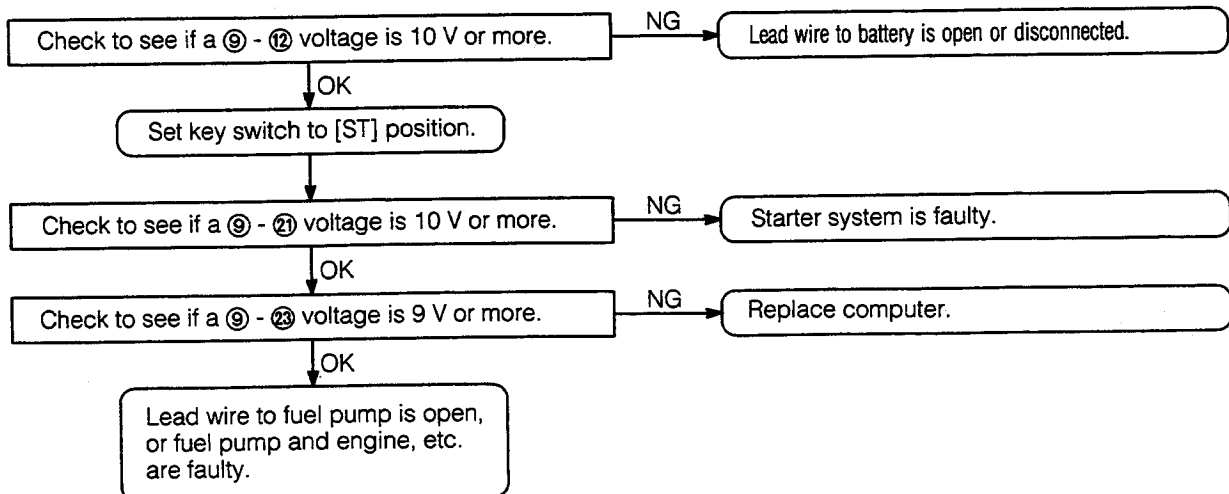 Check to see if a ⑨ - ⑫ voltage is 10 V or more.
NG
Lead wire to battery is open or disconnected.
OK
Set key switch to [ST] position.
Check to see if a ⑨ - ㉑ voltage is 10 V or more.
NG
Starter system is faulty.
OK
Check to see if a ⑨ - ㉓ voltage is 9 V or more.
NG
Replace computer.
OK
Lead wire to fuel pump is open,
or fuel pump and engine, etc.
are faulty.